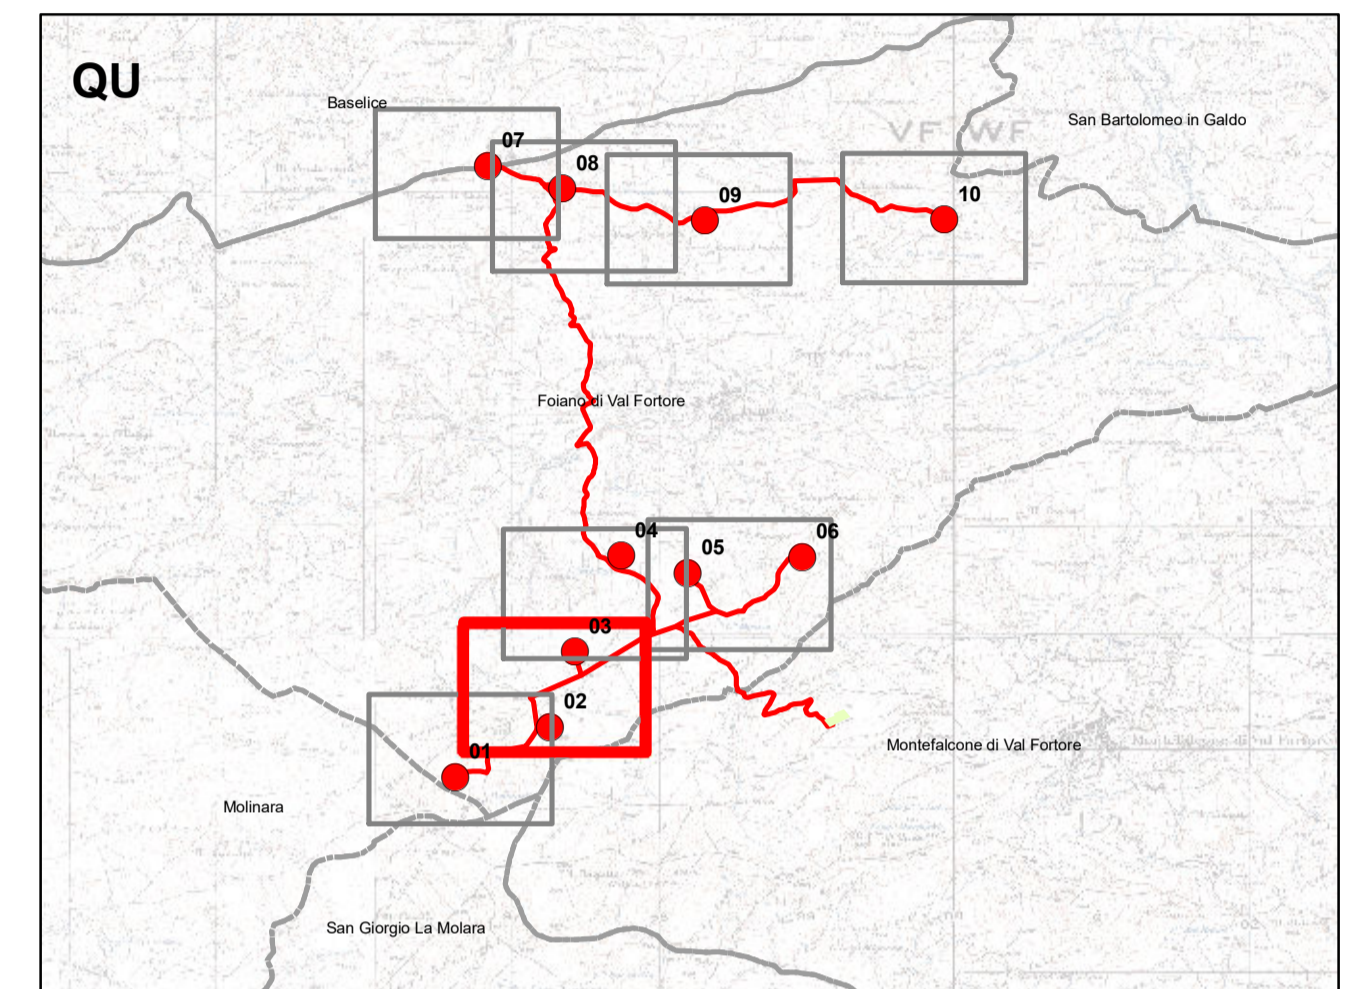 QU
Baselice
San Bartolomeo in Galdo
VF WF
07
08
09
10
Foiano di Val Fortore
04
05
06
03
02
01
Montefalcone di Val Fortore
Molinara
San Giorgio La Molara